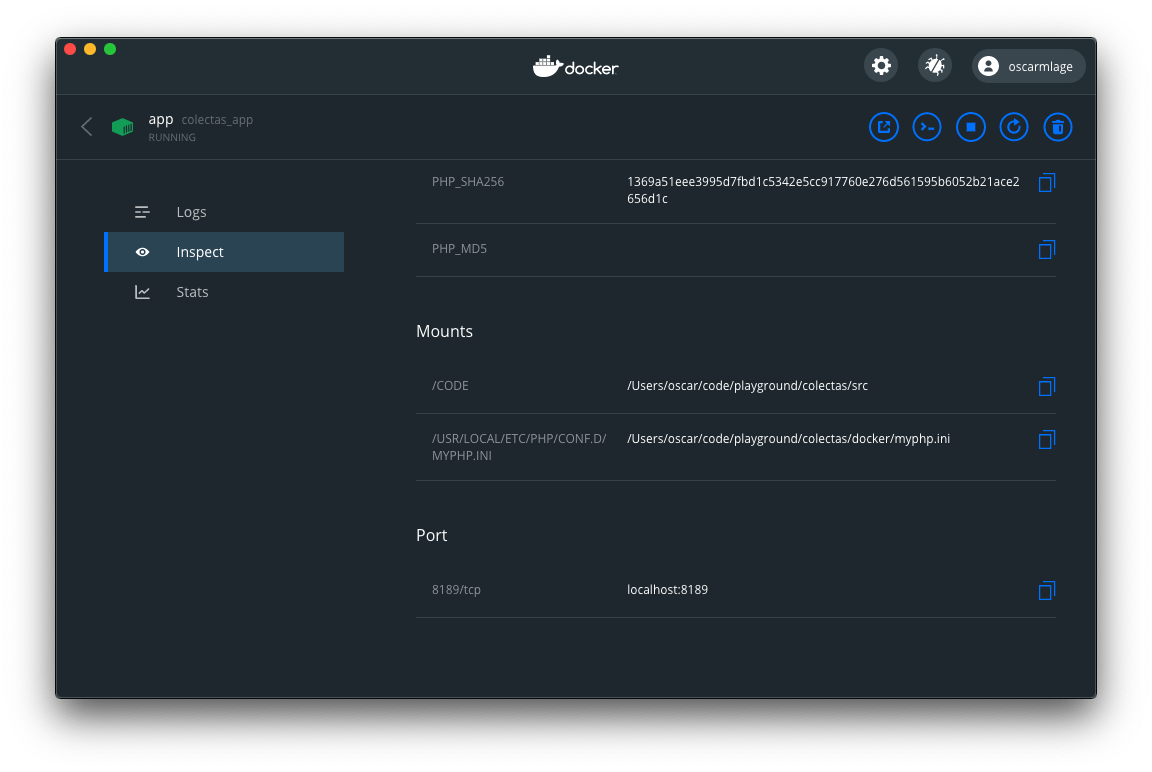 docker
oscarmlage
app colectas_app
RUNNING
Logs
Inspect
Stats
PHP_SHA256 1369a51eee3995d7fbd1c5342e5cc917760e276d561595b6052b21ace2
656d1c
PHP_MD5
Mounts
/CODE /Users/oscar/code/playground/colectas/src
/USR/LOCAL/ETC/PHP/CONF.D/ /Users/oscar/code/playground/colectas/docker/myphp.ini
MYPHP.INI
Port
8189/tcp localhost:8189